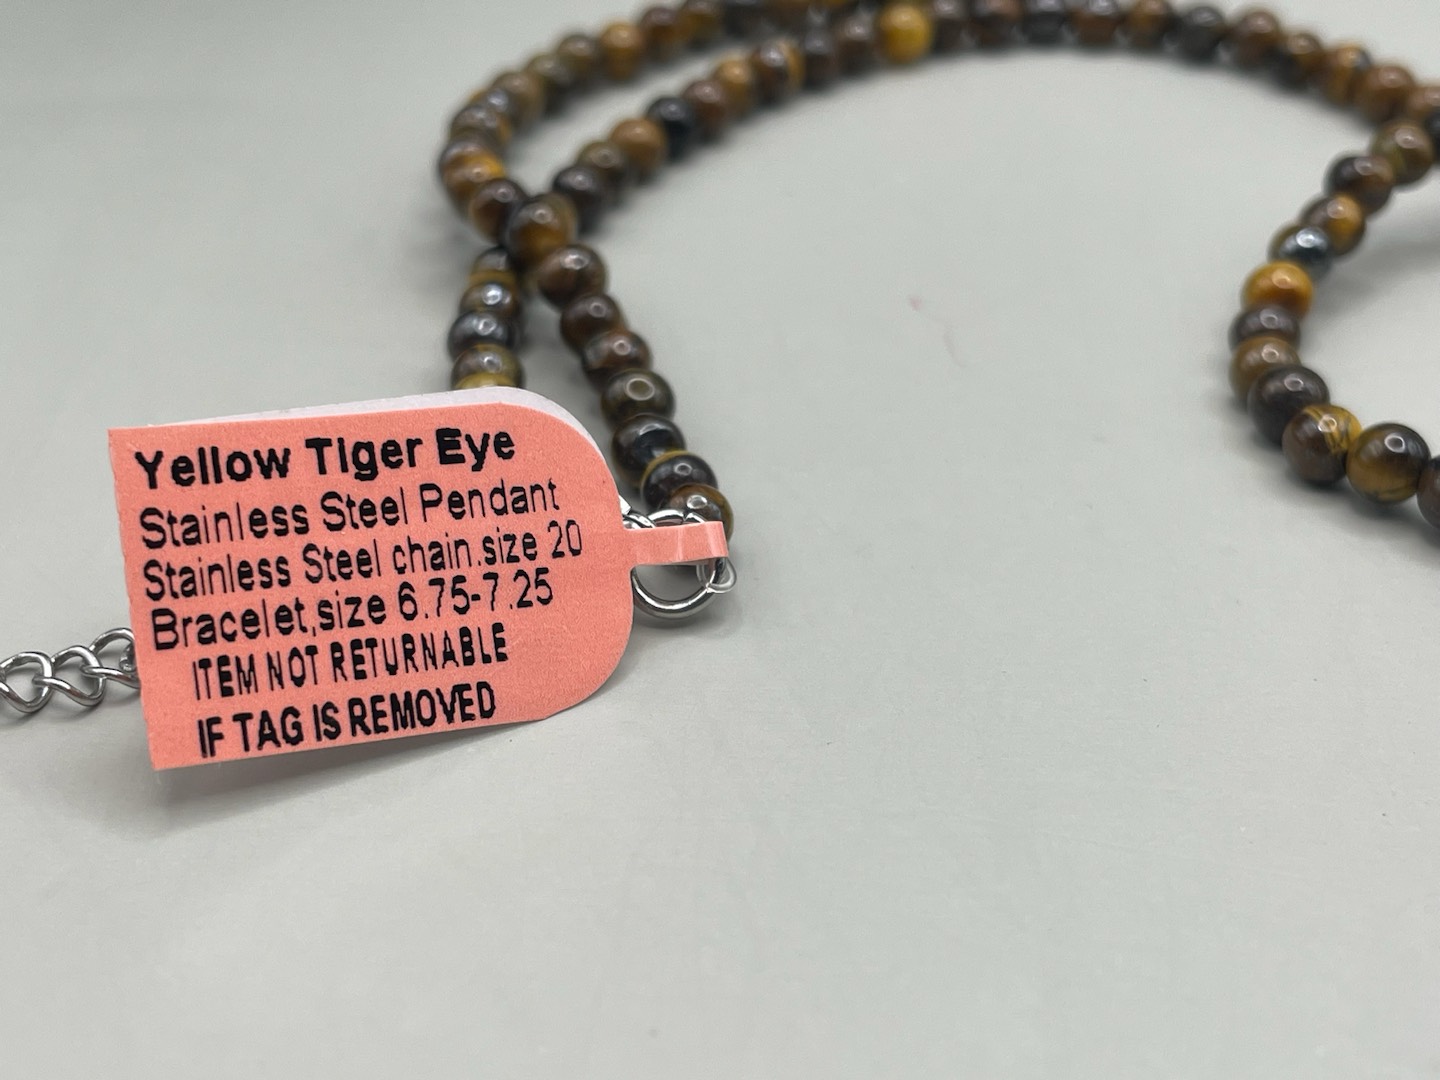 Yellow Tiger Eye
Stainless Steel Pendant
Stainless Steel chain.size 20
Bracelet,size 6.75-7.25
ITEM NOT RETURNABLE
IF TAG IS REMOVED